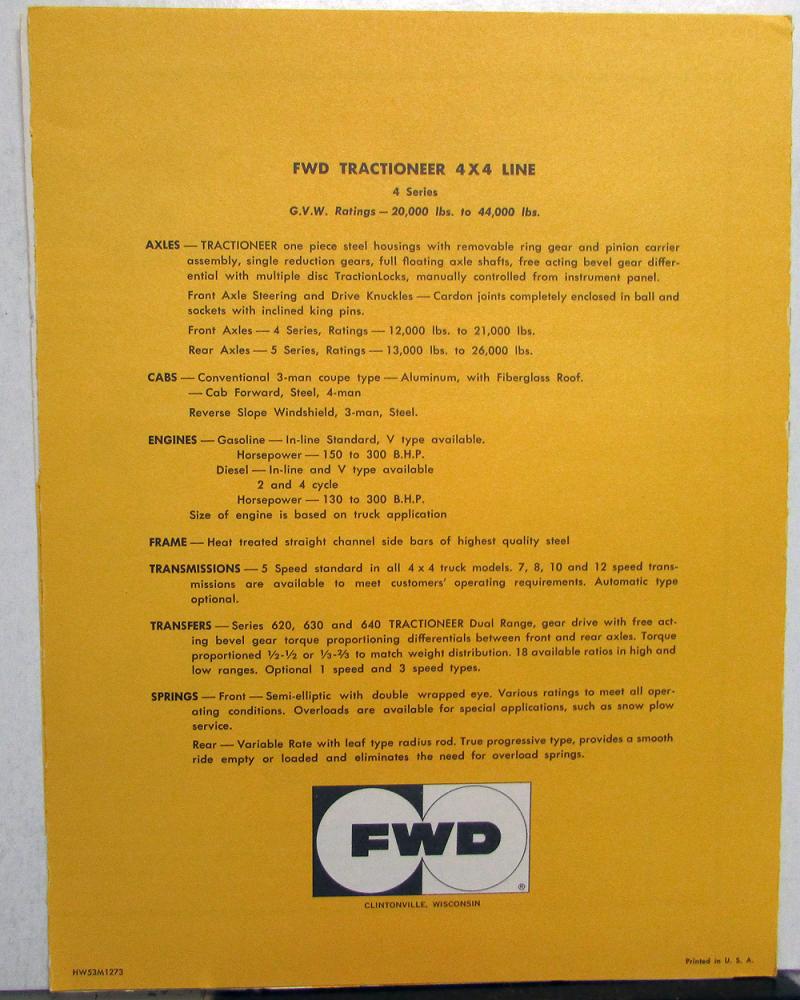 FWD TRACTIONEER 4X4 LINE
4 Series
G.V.W. Ratings — 20,000 lbs. to 44,000 lbs.
AXLES — TRACTIONEER one piece steel housings with removable ring gear and pinion carrier
assembly, single reduction gears, full floating axle shafts, free acting bevel gear differ-
ential with multiple disc TractionLocks, manually controlled from instrument panel.
Front Axle Steering and Drive Knuckles — Cardon joints completely enclosed in ball and
sockets with inclined king pins.
Front Axles — 4 Series, Ratings — 12,000 lbs. to 21,000 lbs.
Rear Axles — 5 Series, Ratings — 13,000 lbs. to 26,000 lbs.
CABS — Conventional 3-man coupe type — Aluminum, with Fiberglass Roof.
— Cab Forward, Steel, 4-man
Reverse Slope Windshield, 3-man, Steel.
ENGINES — Gasoline — In-line Standard, V type available.
Horsepower — 150 to 300 B.H.P.
Diesel — In-line and V type available
2 and 4 cycle
Horsepower — 130 to 300 B.H.P.
Size of engine is based on truck application
FRAME — Heat treated straight channel side bars of highest quality steel
TRANSMISSIONS — 5 Speed standard in all 4 x 4 truck models. 7, 8, 10 and 12 speed trans-
missions are available to meet customers' operating requirements. Automatic type
optional.
TRANSFERS — Series 620, 630 and 640 TRACTIONEER Dual Range, gear drive with free act-
ing bevel gear torque proportioning differentials between front and rear axles. Torque
proportioned ½-½ or ⅓-⅔ to match weight distribution. 18 available ratios in high and
low ranges. Optional 1 speed and 3 speed types.
SPRINGS — Front — Semi-elliptic with double wrapped eye. Various ratings to meet all oper-
ating conditions. Overloads are available for special applications, such as snow plow
service.
Rear — Variable Rate with leaf type radius rod. True progressive type, provides a smooth
ride empty or loaded and eliminates the need for overload springs.
FWD
®
CLINTONVILLE, WISCONSIN
Printed in U. S. A.
HW53M1273